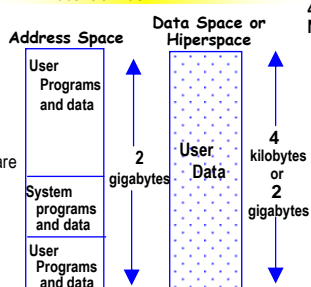 Data Space or
Hiperspace
Address Space
User
Programs
and data
2
gigabytes
System
programs
and data
User
Programs
and data
User
Data
4
kilobytes
or
2
gigabytes
are